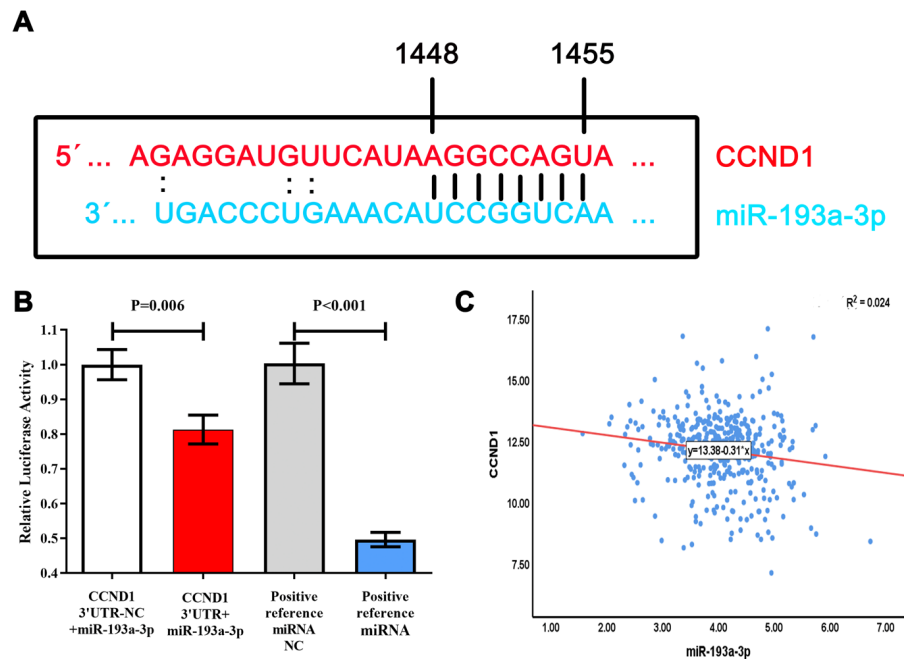 A
1448 1455
5´ ... AGAGGAUGUUCAUAAGGCCAGUA ... CCND1
3´... UGACCCUGAAACAUCCGGUCAA ... miR-193a-3p
B
P=0.006 P<0.001
Relative Luciferase Activity
1.1
1.0
0.8
0.6
0.5
0.4
CCND1
3'UTR-NC
+miR-193a-3p
CCND1
3'UTR+
miR-193a-3p
Positive
reference
miRNA
NC
Positive
reference
miRNA
C
R² = 0.024
CCND1
17.50
15.00
12.50
10.00
7.50
y=13.38-0.31*x
1.00 2.00 3.00 4.00 5.00 6.00 7.00
miR-193a-3p